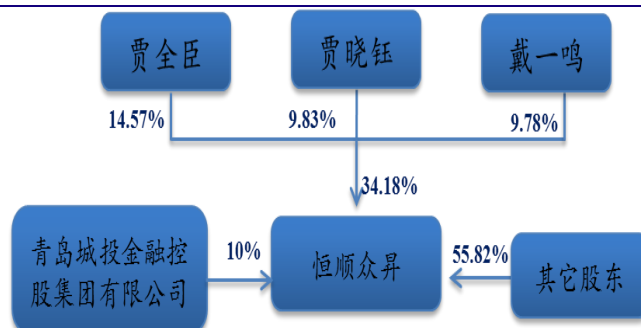 贾全臣
贾晓钰
戴一鸣
14.57%
9.83%
9.78%
34.18%
青岛城投金融控
股集团有限公司
10%
恒顺众昇
55.82%
其它股东